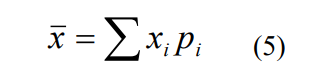 x̄ = ∑ xᵢ pᵢ (5)